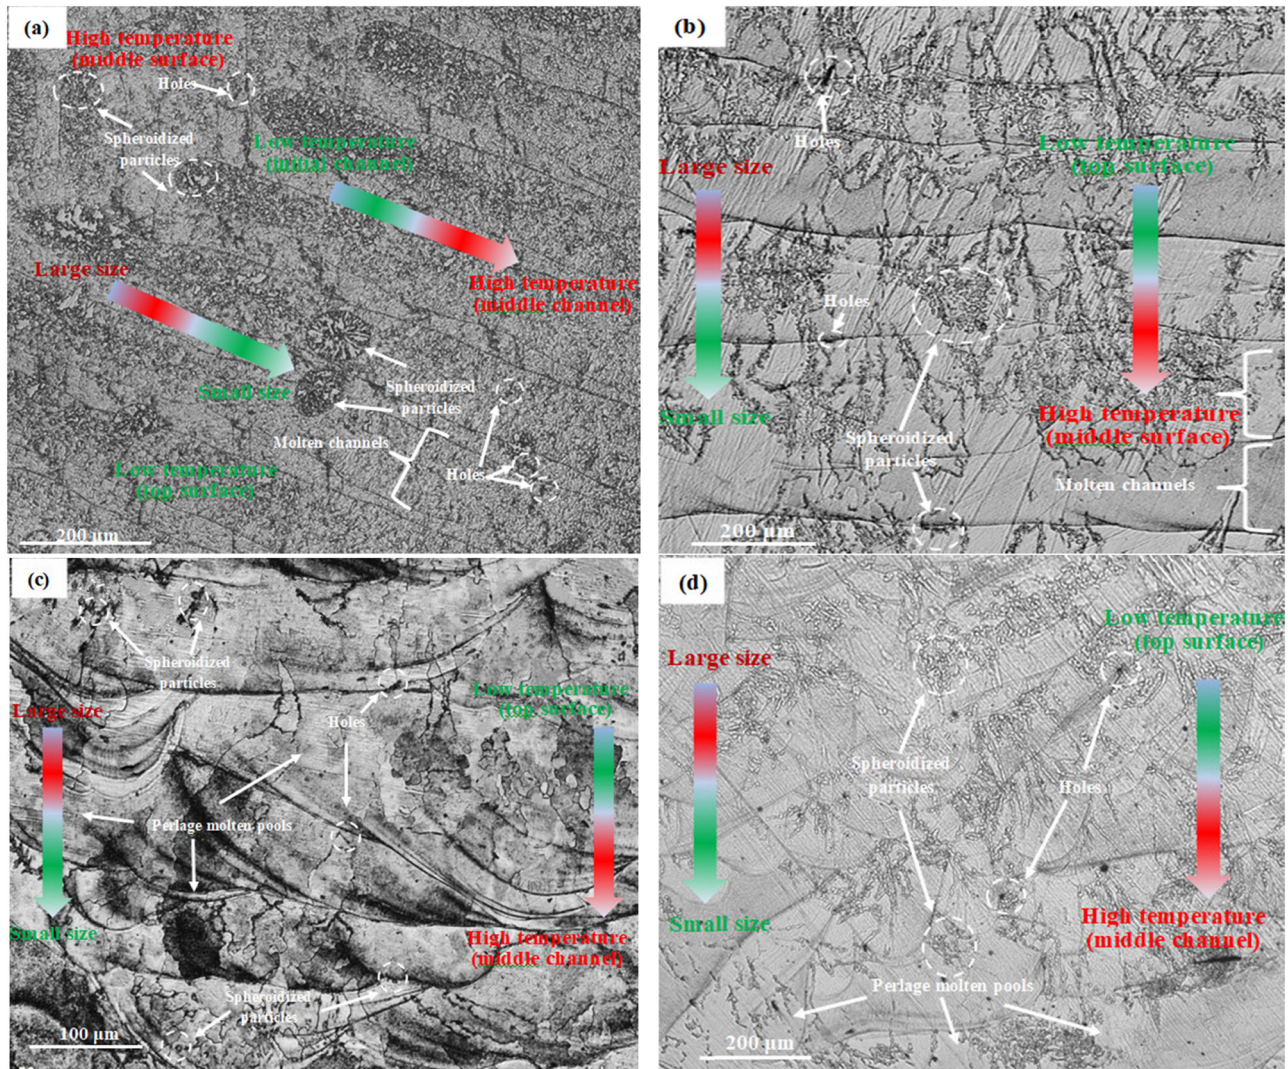 (a)
High temperature
(middle surface)
Holes
Spheroidized
particles
Low temperature
(initial channel)
Large size
High temperature
(middle channel)
Small size
Spheroidized
particles
Molten channels
Holes
Low temperature
(top surface)
200 µm
(b)
Holes
Low temperature
(top surface)
Large size
Holes
Small size
High temperature
(middle surface)
Spheroidized
particles
Molten channels
200 µm
(c)
Spheroidized
particles
Large size
Low temperature
(top surface)
Holes
Perlage molten pools
Small size
High temperature
(middle channel)
Spheroidized
particles
100 µm
(d)
Low temperature
(top surface)
Large size
Spheroidized
particles
Holes
Small size
High temperature
(middle channel)
Perlage molten pools
200 µm